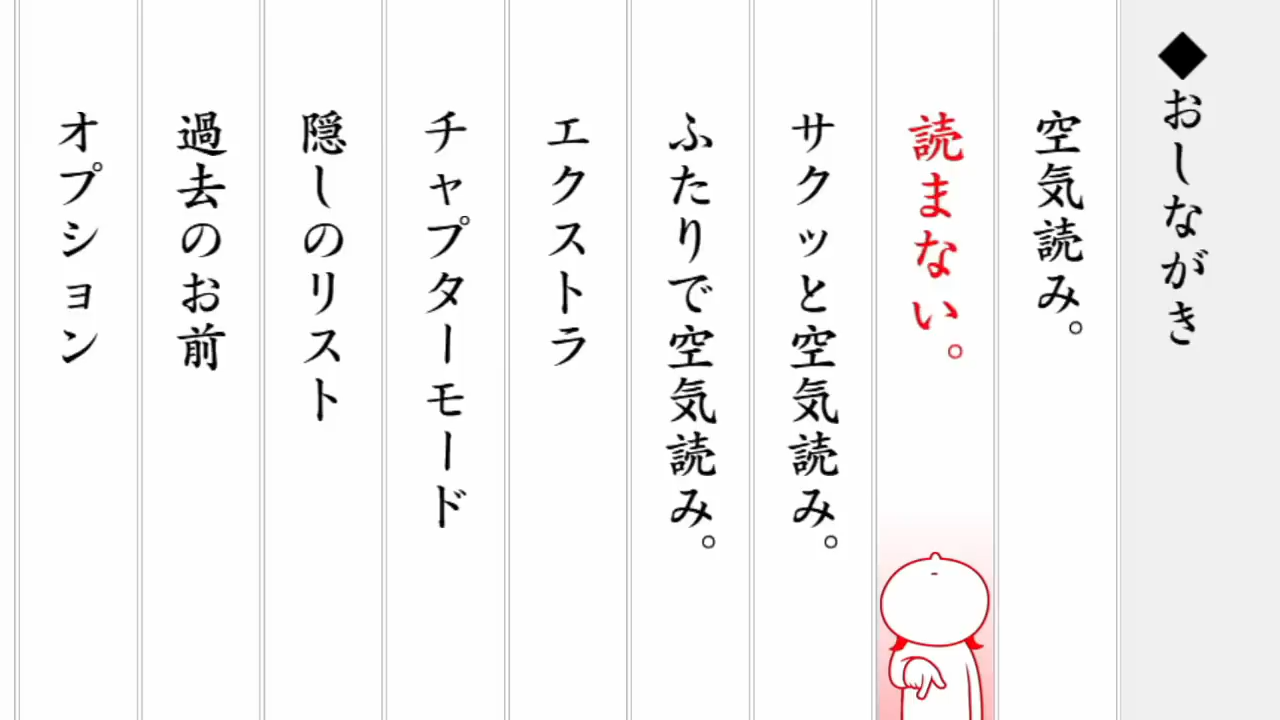 ◆おしながき
空気読み。
読まない。
サクッと空気読み。
ふたりで空気読み。
エクストラ
チャプターモード
隠しのリスト
過去のお前
オプション